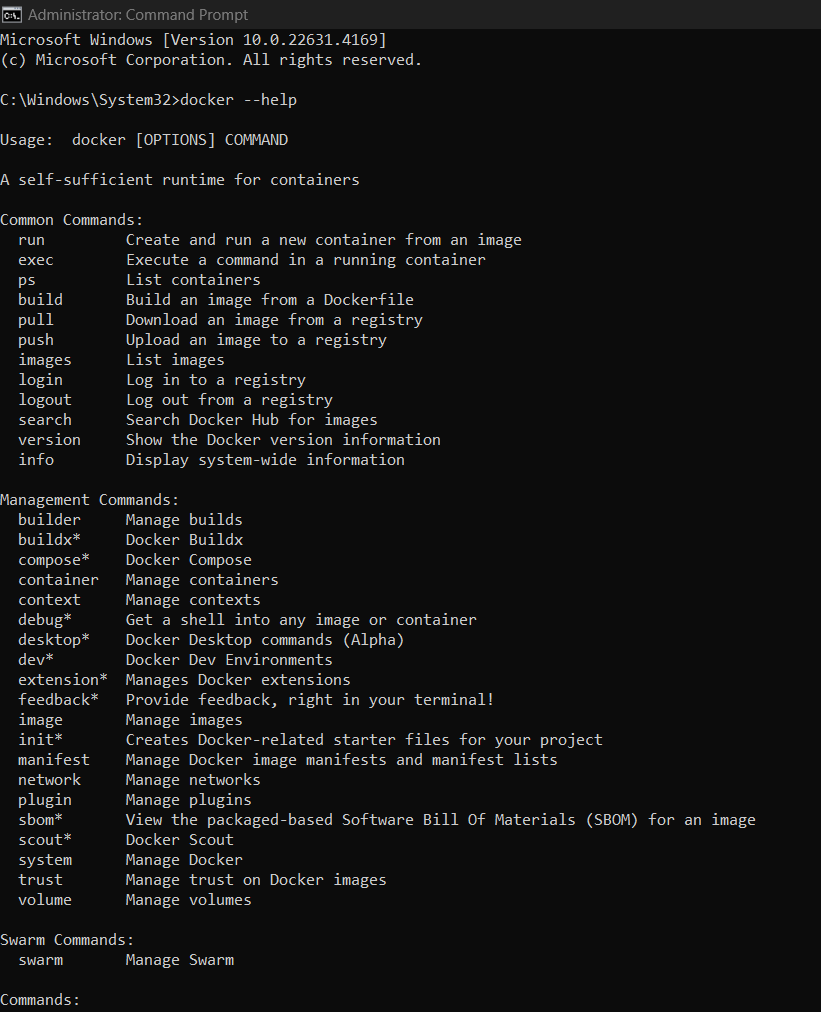 Administrator: Command Prompt
Microsoft Windows [Version 10.0.22631.4169]
(c) Microsoft Corporation. All rights reserved.
C:\Windows\System32>docker --help
Usage:  docker [OPTIONS] COMMAND
A self-sufficient runtime for containers
Common Commands:
  run         Create and run a new container from an image
  exec        Execute a command in a running container
  ps          List containers
  build       Build an image from a Dockerfile
  pull        Download an image from a registry
  push        Upload an image to a registry
  images      List images
  login       Log in to a registry
  logout      Log out from a registry
  search      Search Docker Hub for images
  version     Show the Docker version information
  info        Display system-wide information
Management Commands:
  builder     Manage builds
  buildx*     Docker Buildx
  compose*    Docker Compose
  container   Manage containers
  context     Manage contexts
  debug*      Get a shell into any image or container
  desktop*    Docker Desktop commands (Alpha)
  dev*        Docker Dev Environments
  extension*  Manages Docker extensions
  feedback*   Provide feedback, right in your terminal!
  image       Manage images
  init*       Creates Docker-related starter files for your project
  manifest    Manage Docker image manifests and manifest lists
  network     Manage networks
  plugin      Manage plugins
  sbom*       View the packaged-based Software Bill Of Materials (SBOM) for an image
  scout*      Docker Scout
  system      Manage Docker
  trust       Manage trust on Docker images
  volume      Manage volumes
Swarm Commands:
  swarm       Manage Swarm
Commands: